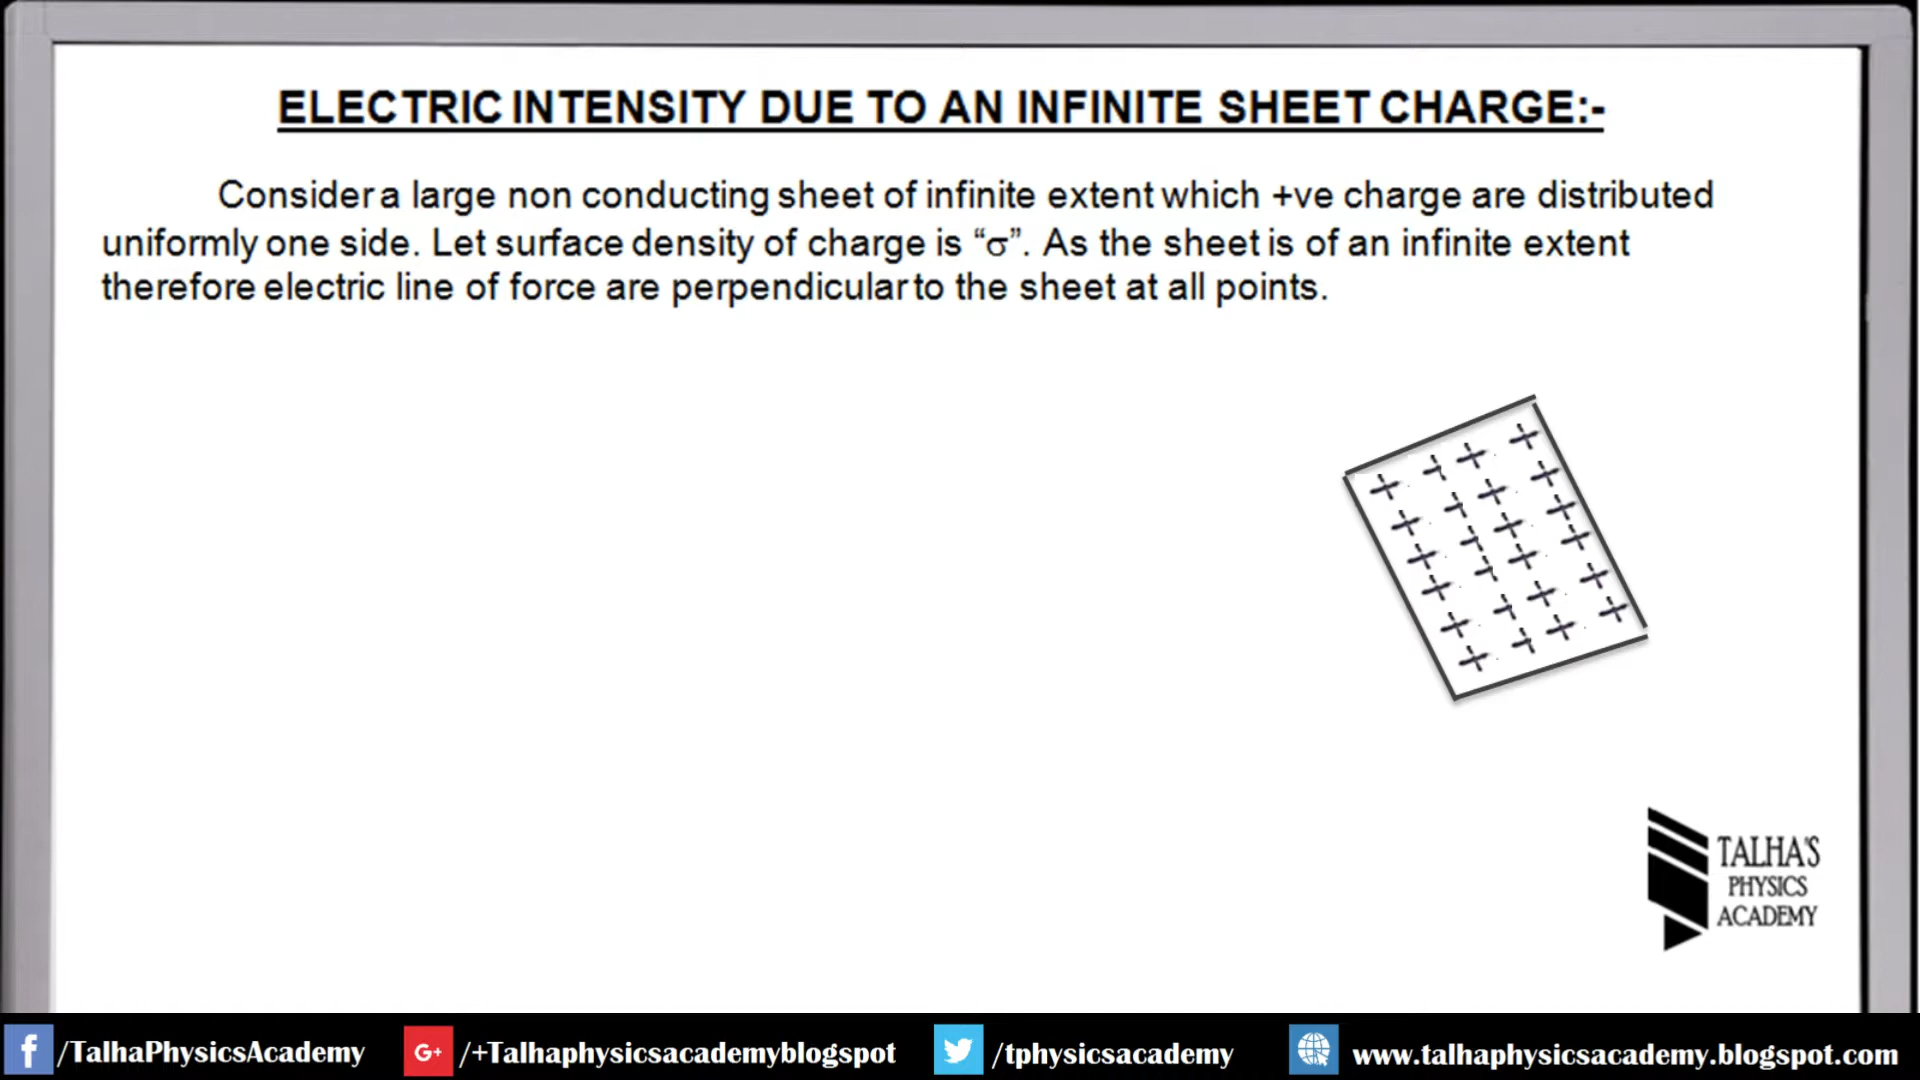 ELECTRIC INTENSITY DUE TO AN INFINITE SHEET CHARGE:-
Consider a large non conducting sheet of infinite extent which +ve charge are distributed
uniformly one side. Let surface density of charge is “σ”. As the sheet is of an infinite extent
therefore electric line of force are perpendicular to the sheet at all points.
TALHA'S
PHYSICS
ACADEMY
/TalhaPhysicsAcademy
G+ /+Talhaphysicsacademyblogspot
/tphysicsacademy
www.talhaphysicsacademy.blogspot.com